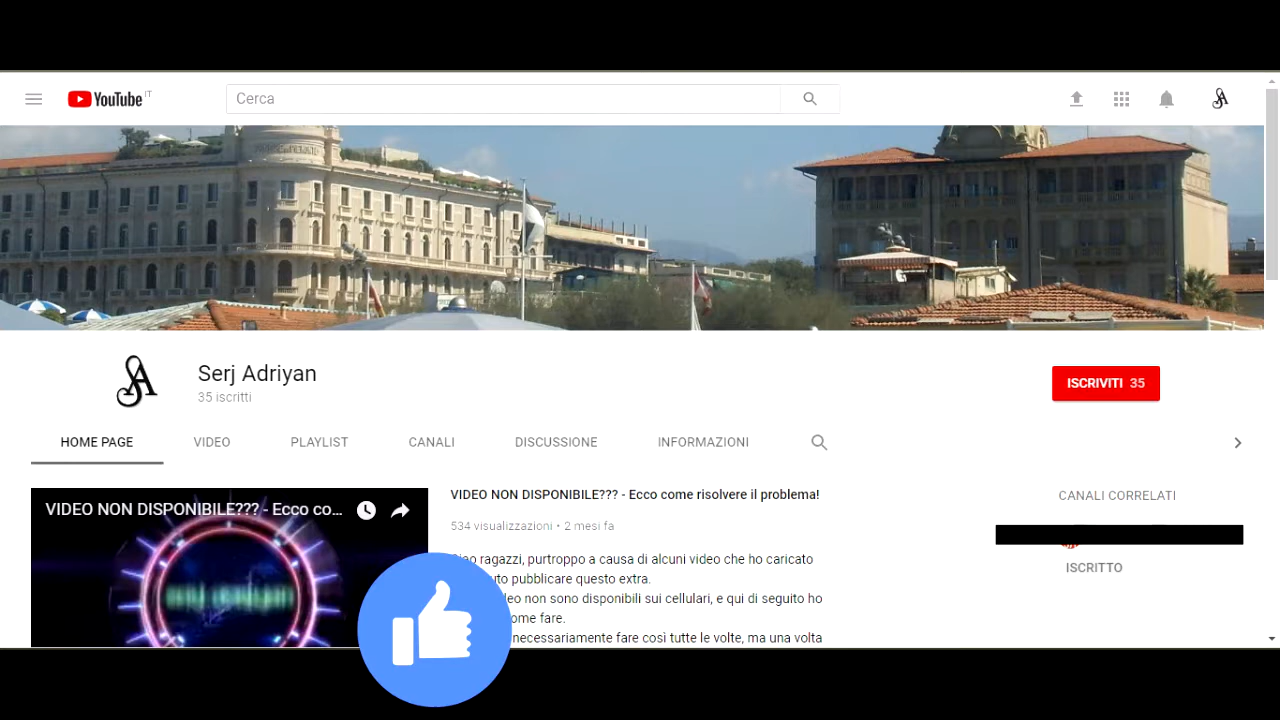 YouTube IT
Cerca
Serj Adriyan
35 iscritti
ISCRIVITI 35
HOME PAGE
VIDEO
PLAYLIST
CANALI
DISCUSSIONE
INFORMAZIONI
VIDEO NON DISPONIBILE??? - Ecco co...
VIDEO NON DISPONIBILE??? - Ecco come risolvere il problema!
534 visualizzazioni • 2 mesi fa
ragazzi, purtroppo a causa di alcuni video che ho caricato
pubblicare questo extra.
non sono disponibili sui cellulari, e qui di seguito ho
come fare.
necessariamente fare così tutte le volte, ma una volta
CANALI CORRELATI
ISCRITTO